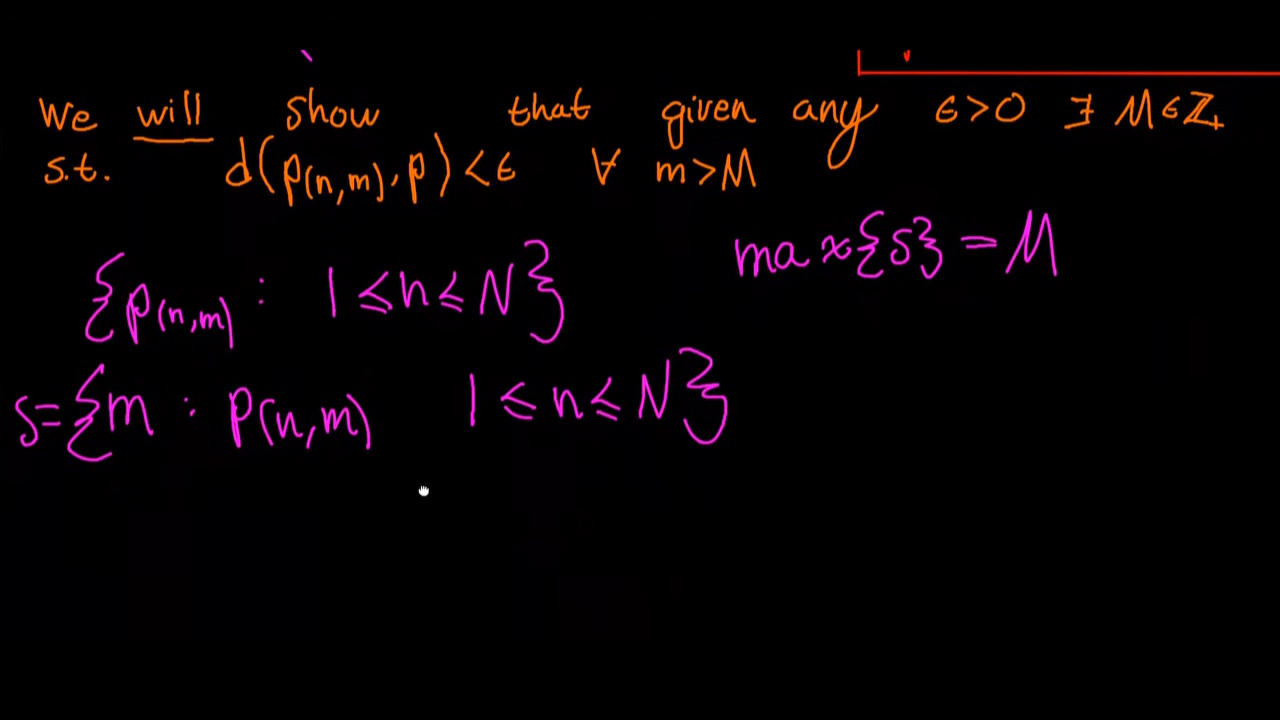 We will show that given any ϵ>0 ∃ M∈ℤ₊
s.t. d(p(n,m), p) < ϵ ∀ m>M
max{S} = M
{p(n,m) : 1 ≤ n ≤ N}
S = {m : p(n,m) 1 ≤ n ≤ N}